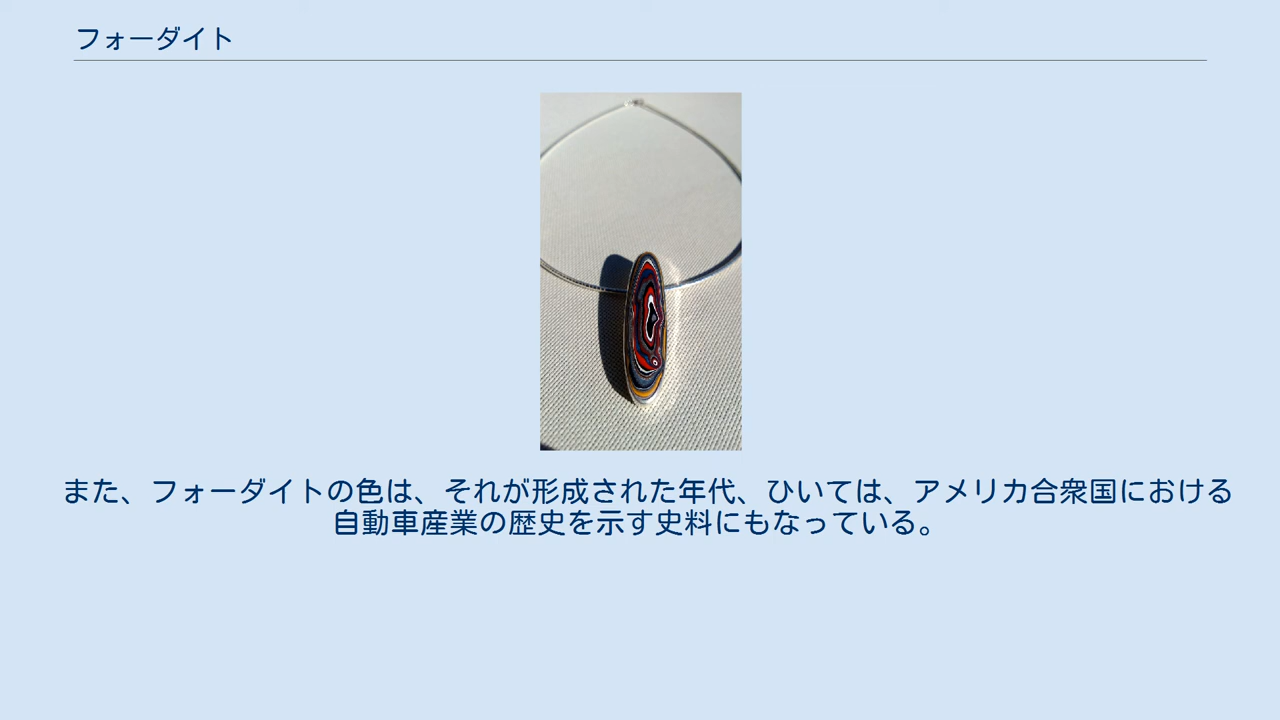 フォーダイト
また、フォーダイトの色は、それが形成された年代、ひいては、アメリカ合衆国における
自動車産業の歴史を示す史料にもなっている。